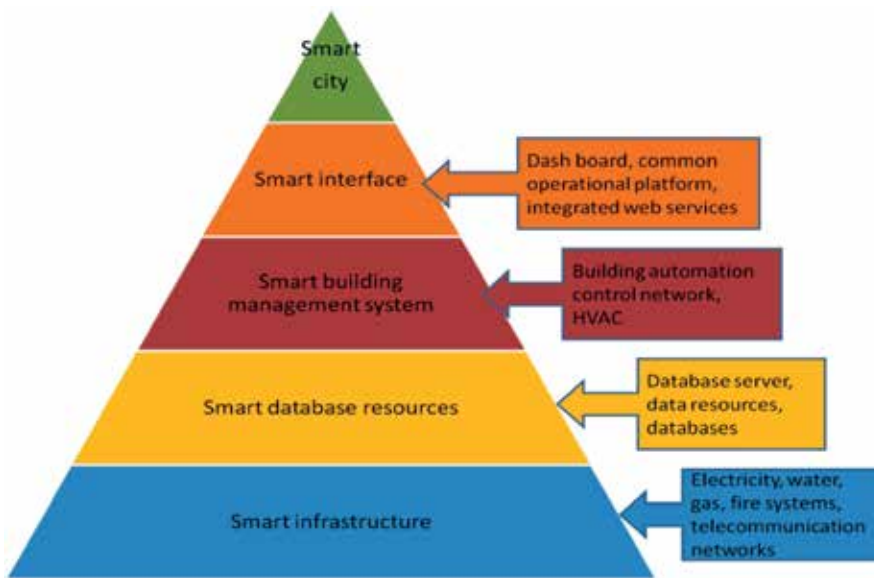 Smart
city
Smart interface
Dash board, common
operational platform,
integrated web services
Smart building
management system
Building automation
control network,
HVAC
Smart database resources
Database server,
data resources,
databases
Smart infrastructure
Electricity, water,
gas, fire systems,
telecommunication
networks